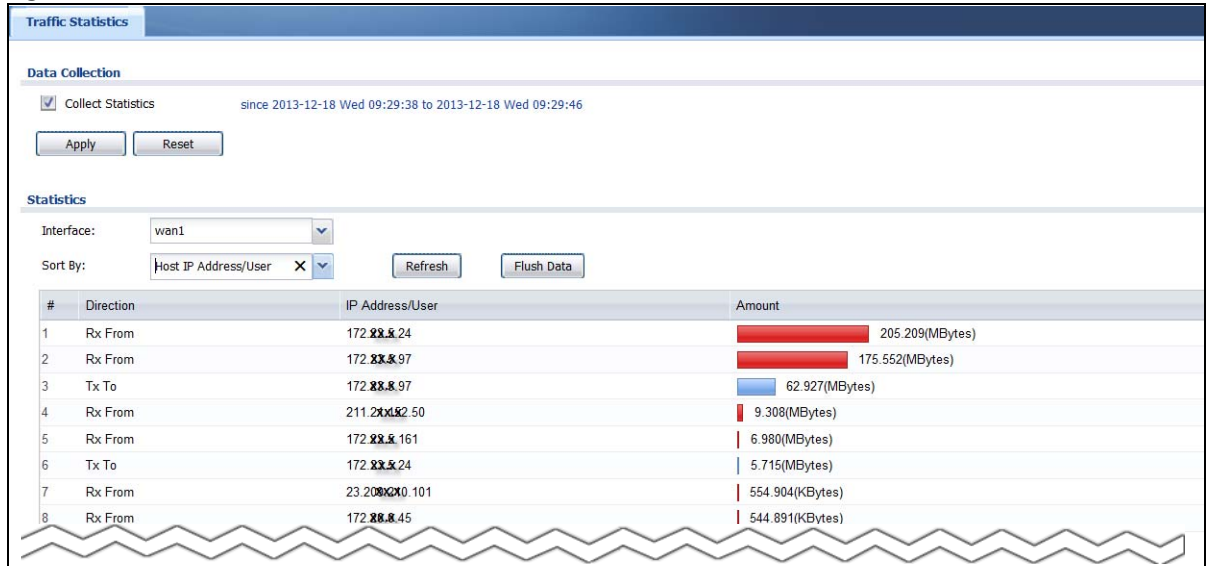 Traffic Statistics
Data Collection
Collect Statistics since 2013-12-18 Wed 09:29:38 to 2013-12-18 Wed 09:29:46
Apply Reset
Statistics
Interface: wan1
Sort By: Host IP Address/User Refresh Flush Data
# Direction IP Address/User Amount
1 Rx From 205.209(MBytes)
2 Rx From 175.552(MBytes)
3 Tx To 62.927(MBytes)
4 Rx From 9.308(MBytes)
5 Rx From 6.980(MBytes)
6 Tx To 5.715(MBytes)
7 Rx From 554.904(KBytes)
8 Rx From 544.891(KBytes)